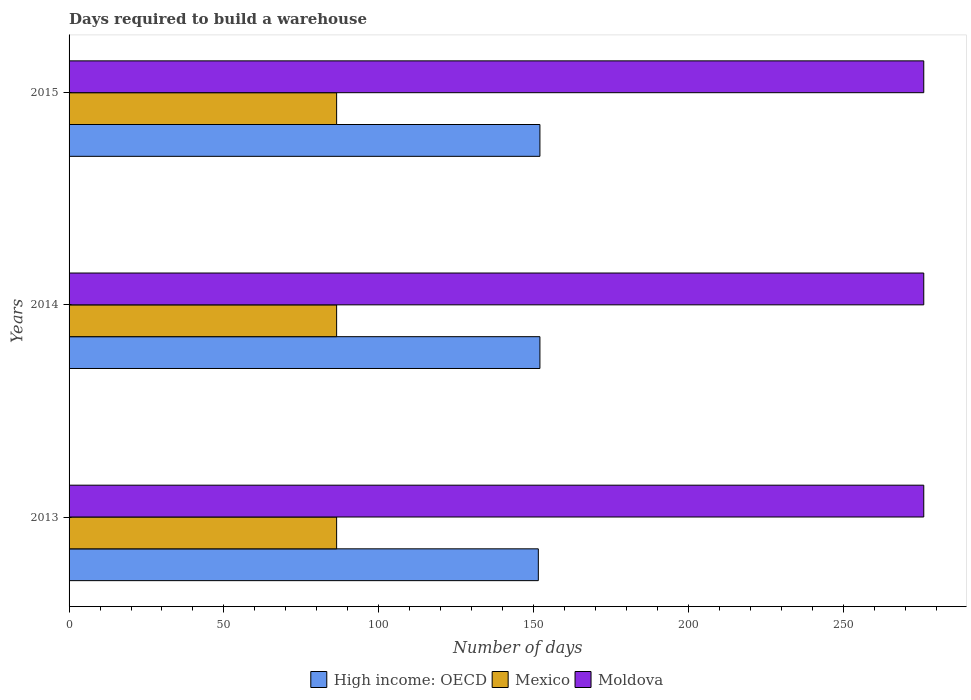 Days required to build a warehouse
2015
2014
2013
Years
0
50
100
150
200
250
Number of days
High income: OECD
Mexico
Moldova